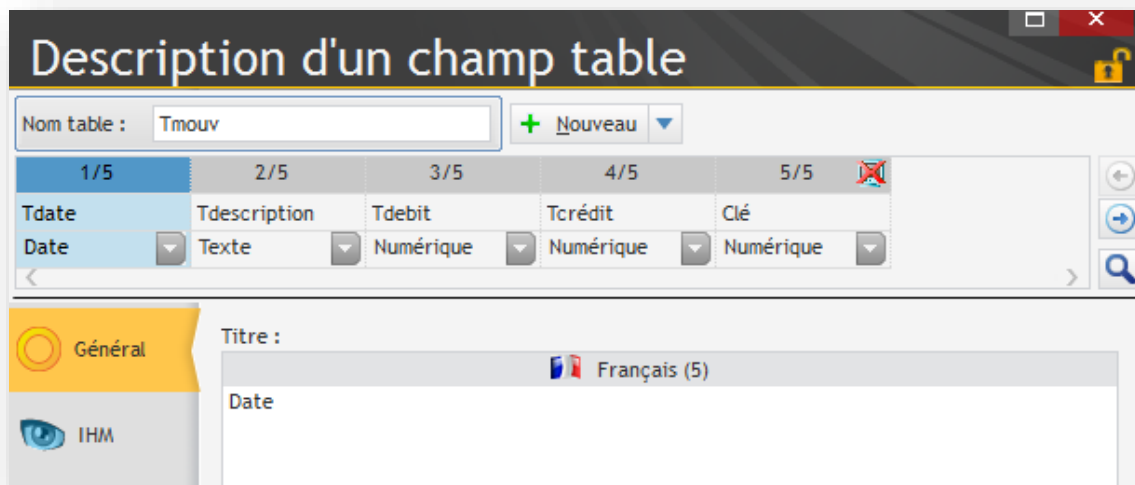 Description d'un champ table
Nom table : Tmouv + Nouveau
1/5 2/5 3/5 4/5 5/5
Tdate Tdescription Tdebit Tcrédit Clé
Date Texte Numérique Numérique Numérique
Général
Titre :
Français (5)
Date
IHM